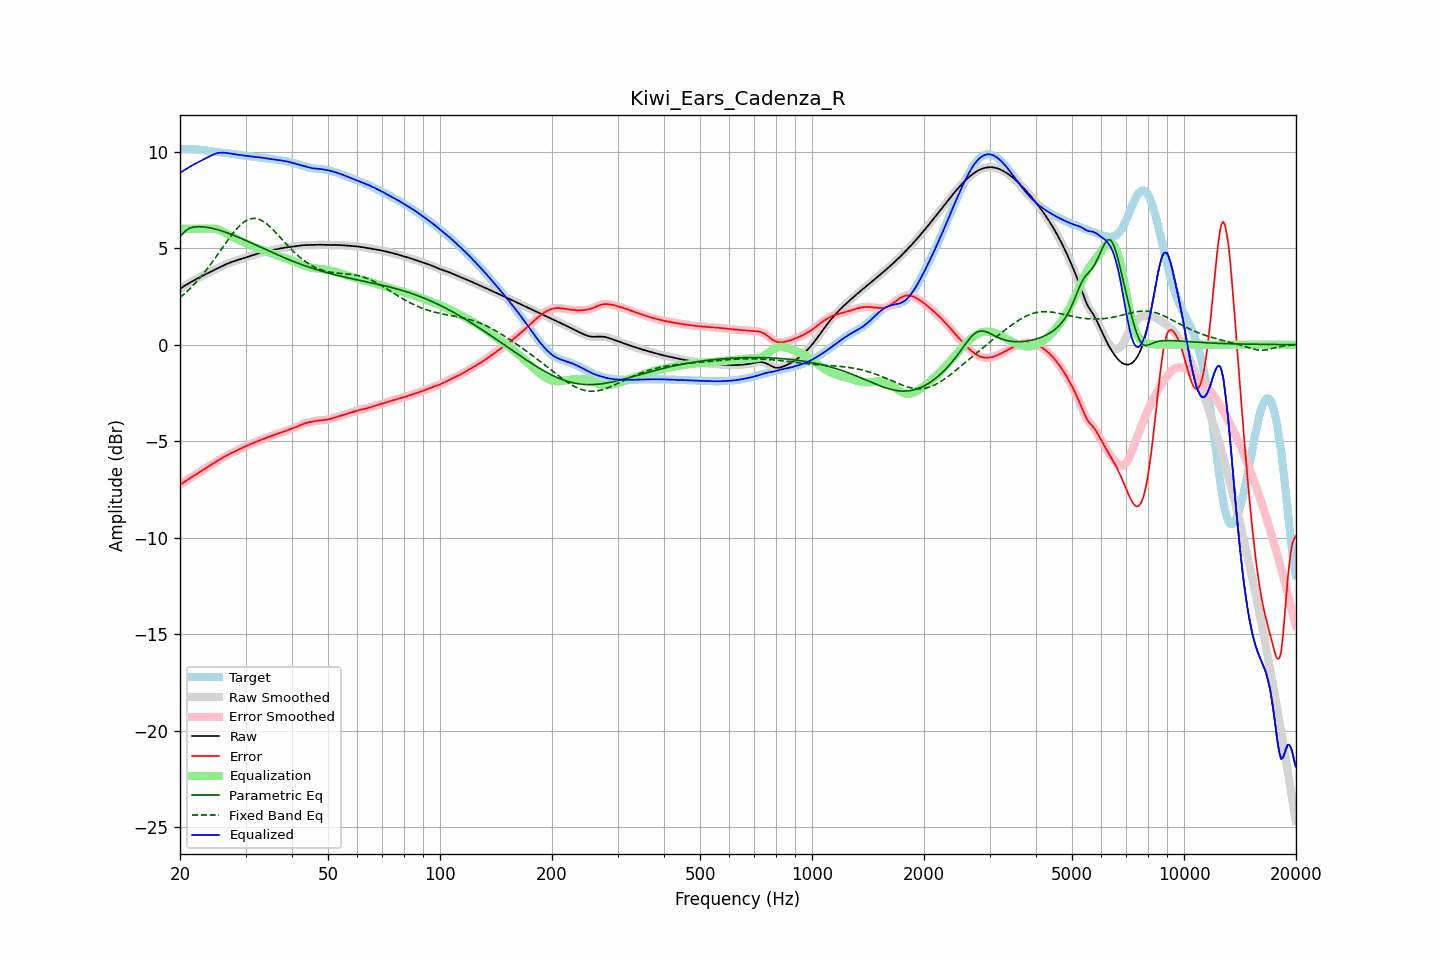 Kiwi_Ears_Cadenza_R
10
5
0
−5
−10
−15
−20
−25
Amplitude (dBr)
Target
Raw Smoothed
Error Smoothed
Raw
Error
Equalization
Parametric Eq
Fixed Band Eq
Equalized
20 50 100 200 500 1000 2000 5000 10000 20000
Frequency (Hz)